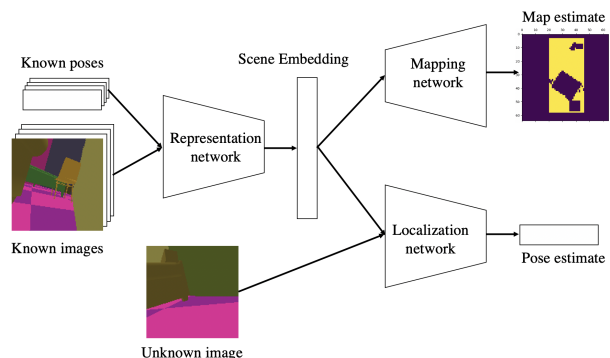 Map estimate
Known poses
Scene Embedding
Mapping
network
Representation
network
Known images
Localization
network
Pose estimate
Unknown image